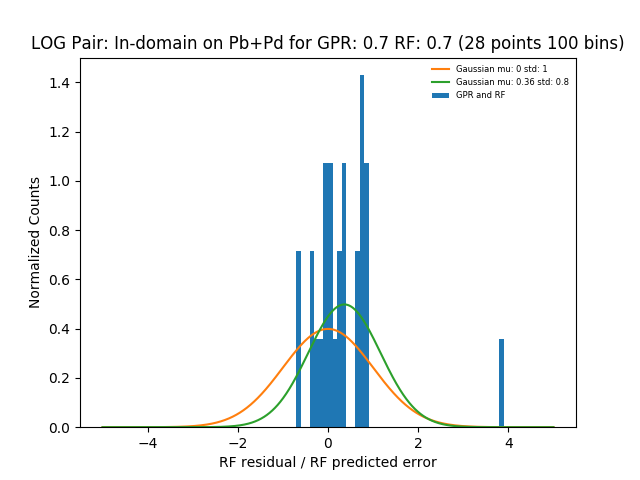 LOG Pair: In-domain on Pb+Pd for GPR: 0.7 RF: 0.7 (28 points 100 bins)
Gaussian mu: 0 std: 1
Gaussian mu: 0.36 std: 0.8
GPR and RF
Normalized Counts
1.4
1.2
1.0
0.8
0.6
0.4
0.2
0.0
−4
−2
0
2
4
RF residual / RF predicted error